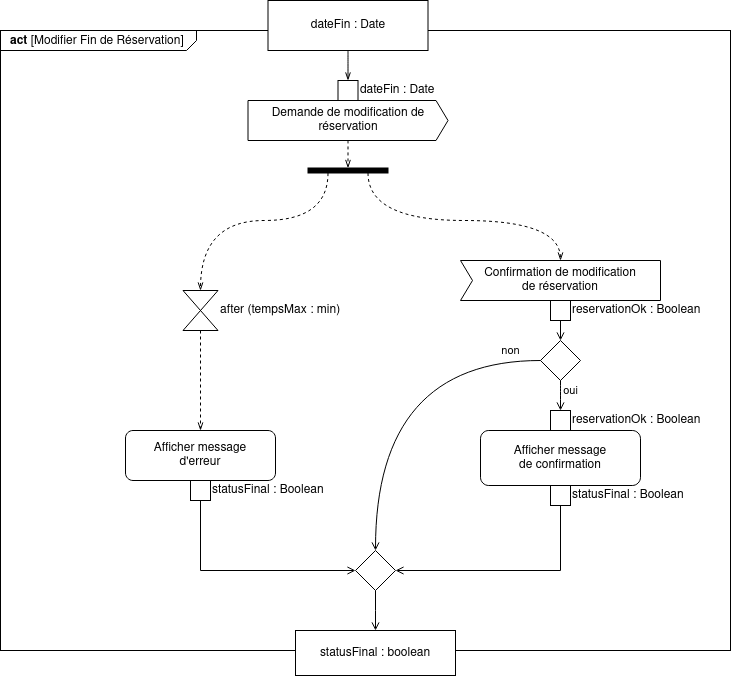 dateFin : Date
act [Modifier Fin de Réservation]
dateFin : Date
Demande de modification de
réservation
Confirmation de modification
de réservation
after (tempsMax : min)
reservationOk : Boolean
non
oui
reservationOk : Boolean
Afficher message
d'erreur
Afficher message
de confirmation
statusFinal : Boolean
statusFinal : Boolean
statusFinal : boolean